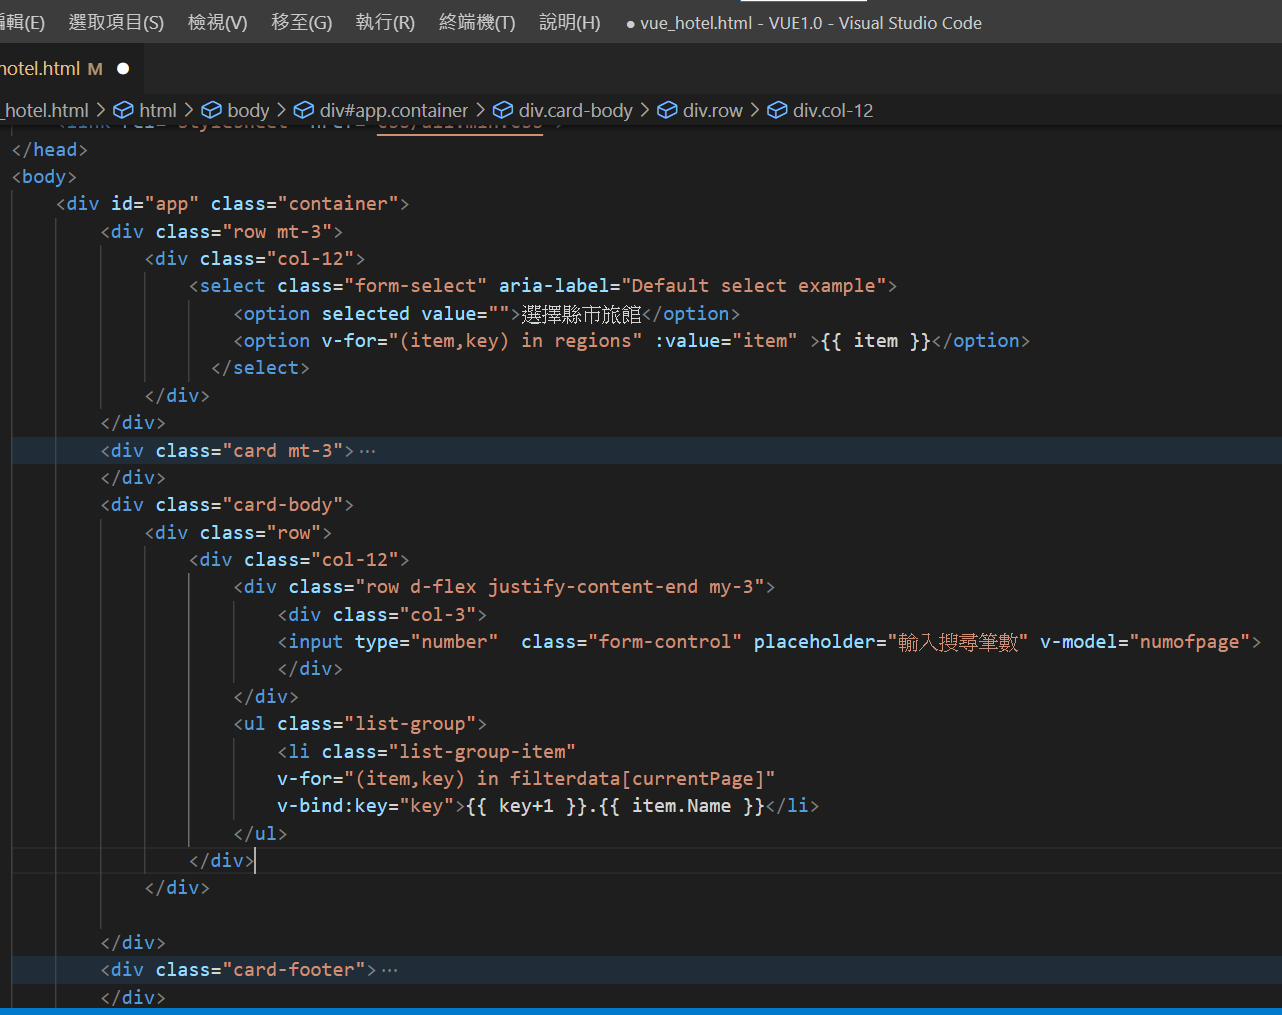 編輯(E) 選取項目(S) 檢視(V) 移至(G) 執行(R) 終端機(T) 說明(H) ● vue_hotel.html - VUE1.0 - Visual Studio Code
hotel.html M ●
_hotel.html > html > body > div#app.container > div.card-body > div.row > div.col-12
<link rel="stylesheet" href="css/all.min.css">
</head>
<body>
<div id="app" class="container">
<div class="row mt-3">
<div class="col-12">
<select class="form-select" aria-label="Default select example">
<option selected value="">選擇縣市旅館</option>
<option v-for="(item,key) in regions" :value="item" >{{ item }}</option>
</select>
</div>
</div>
<div class="card mt-3">···
</div>
<div class="card-body">
<div class="row">
<div class="col-12">
<div class="row d-flex justify-content-end my-3">
<div class="col-3">
<input type="number"  class="form-control" placeholder="輸入搜尋筆數" v-model="numofpage">
</div>
</div>
<ul class="list-group">
<li class="list-group-item"
v-for="(item,key) in filterdata[currentPage]"
v-bind:key="key">{{ key+1 }}.{{ item.Name }}</li>
</ul>
</div>
</div>
</div>
<div class="card-footer">···
</div>